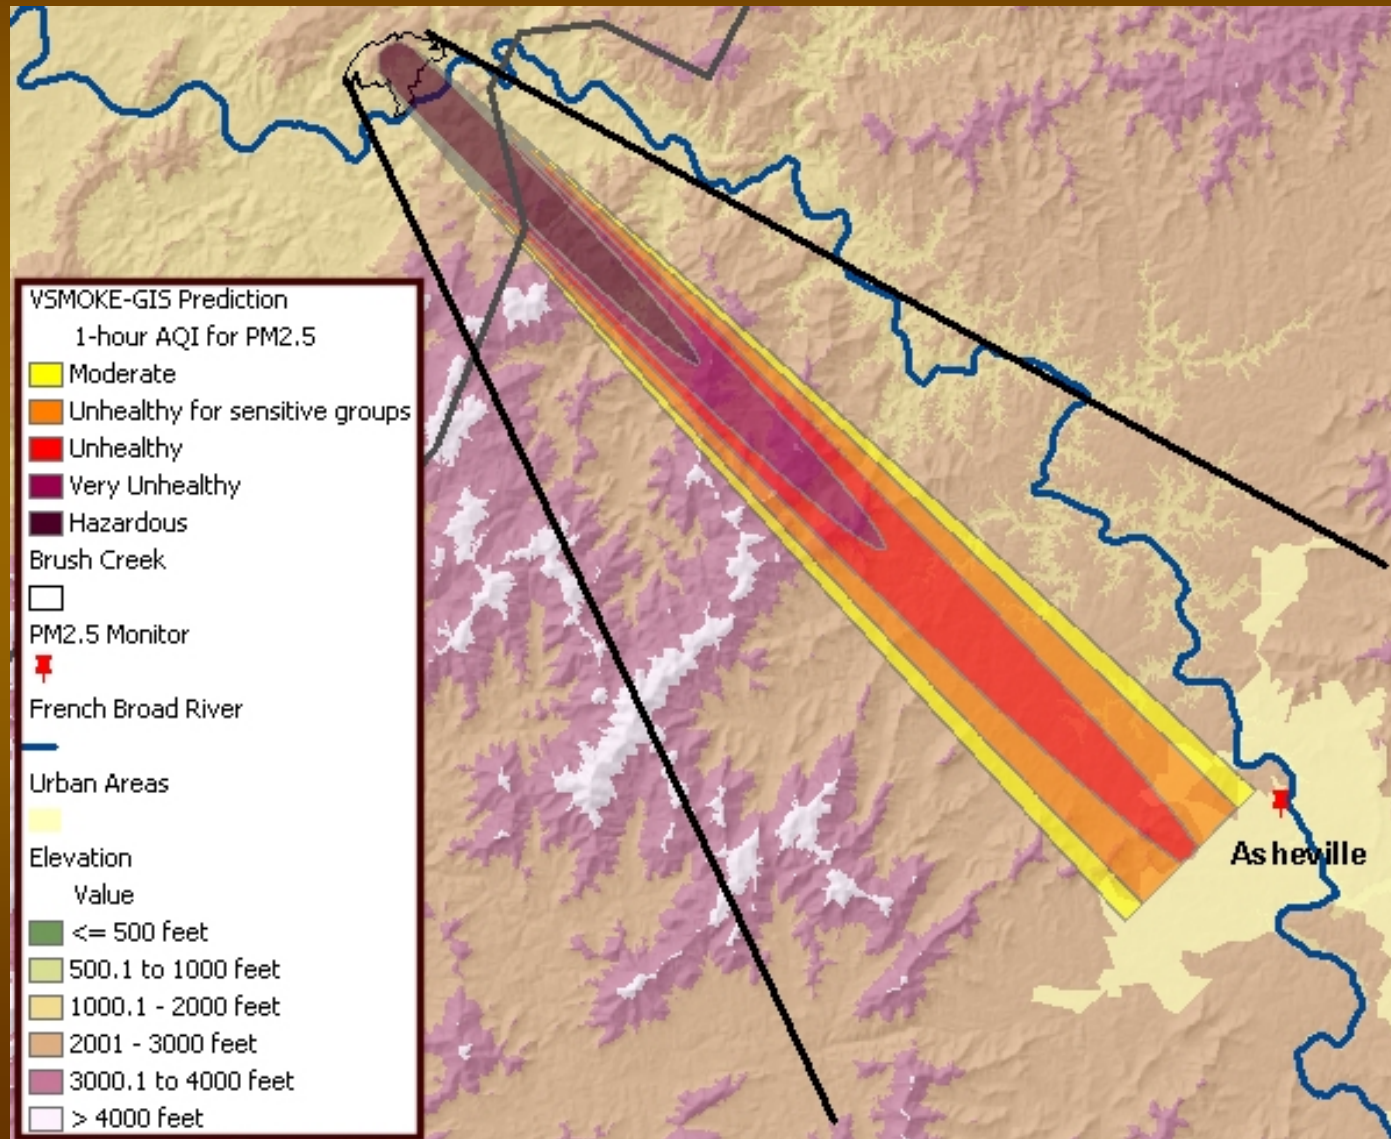 VSMOKE-GIS Prediction
1-hour AQI for PM2.5
Moderate
Unhealthy for sensitive groups
Unhealthy
Very Unhealthy
Hazardous
Brush Creek
PM2.5 Monitor
French Broad River
Urban Areas
Elevation
Value
<= 500 feet
500.1 to 1000 feet
1000.1 - 2000 feet
2001 - 3000 feet
3000.1 to 4000 feet
> 4000 feet
Asheville